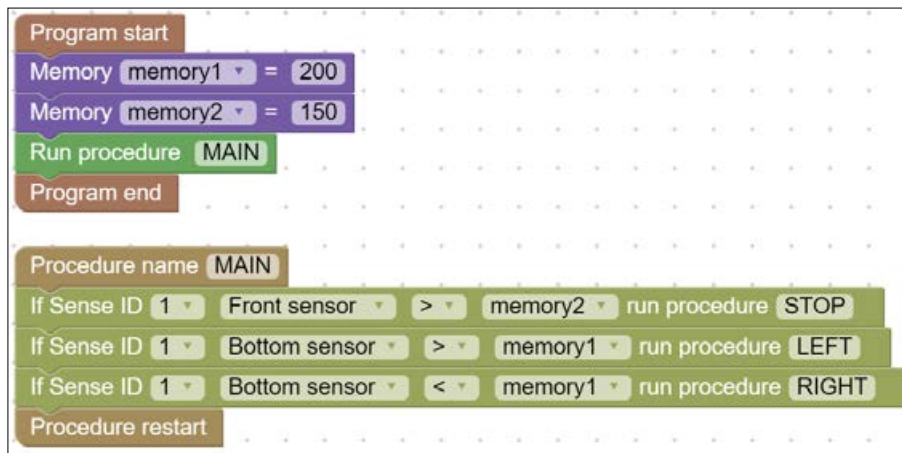 Program start
Memory memory1 = 200
Memory memory2 = 150
Run procedure MAIN
Program end
Procedure name MAIN
If Sense ID 1 Front sensor > memory2 run procedure STOP
If Sense ID 1 Bottom sensor > memory1 run procedure LEFT
If Sense ID 1 Bottom sensor < memory1 run procedure RIGHT
Procedure restart